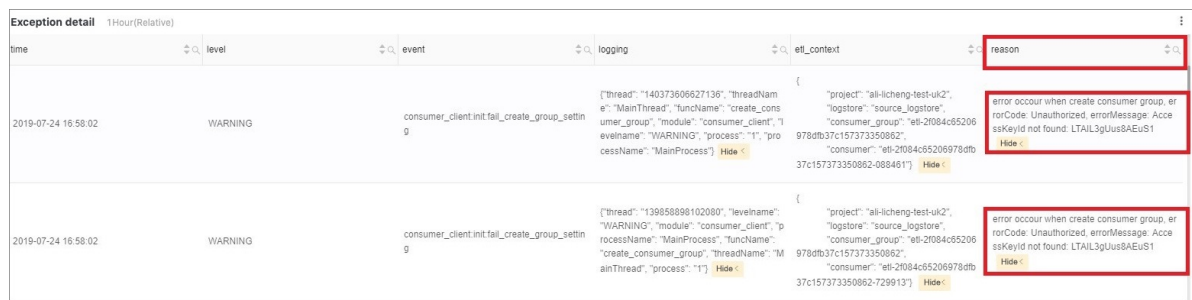 Exception detail 1Hour(Relative)
time level event logging etl_context reason
2019-07-24 16:58:02
WARNING
consumer_client:init:fail_create_group_settin
g
{"thread": "140373606627136", "threadNam
e": "MainThread", "funcName": "create_cons
umer_group", "module": "consumer_client", "l
evelname": "WARNING", "process": "1", "pro
cessName": "MainProcess"} Hide <
{
"project": "ali-licheng-test-uk2",
"logstore": "source_logstore",
"consumer_group": "etl-2f084c65206
978dfb37c157373350862",
"consumer": "etl-2f084c65206978dfb
37c157373350862-088461"} Hide <
error occour when create consumer group, er
rorCode: Unauthorized, errorMessage: Acce
ssKeyId not found: LTAIL3gUus8AEuS1
Hide <
2019-07-24 16:58:02
WARNING
consumer_client:init:fail_create_group_settin
g
{"thread": "139858898102080", "levelname":
"WARNING", "module": "consumer_client", "p
rocessName": "MainProcess", "funcName":
"create_consumer_group", "threadName": "M
ainThread", "process": "1"} Hide <
{
"project": "ali-licheng-test-uk2",
"logstore": "source_logstore",
"consumer_group": "etl-2f084c65206
978dfb37c157373350862",
"consumer": "etl-2f084c65206978dfb
37c157373350862-729913"} Hide <
error occour when create consumer group, er
rorCode: Unauthorized, errorMessage: Acce
ssKeyId not found: LTAIL3gUus8AEuS1
Hide <